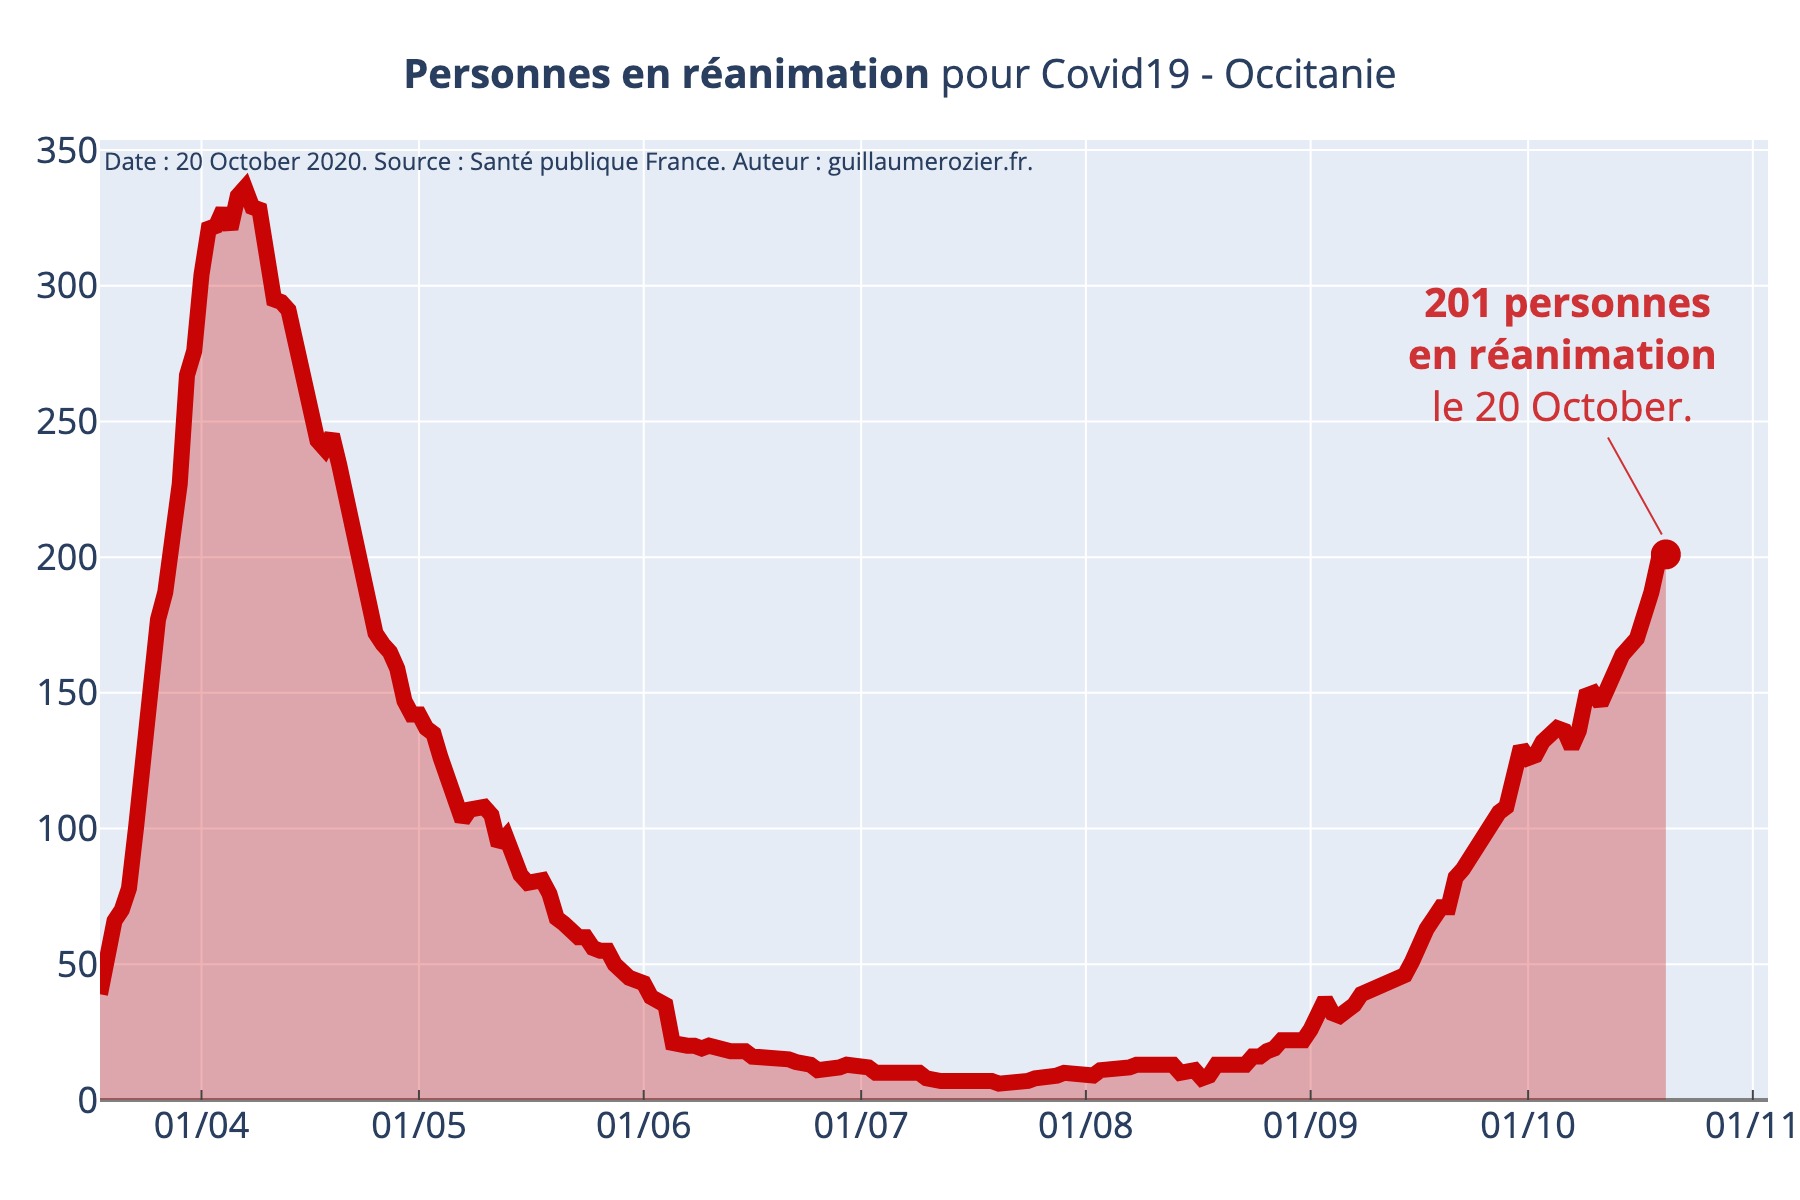 Personnes en réanimation pour Covid19 - Occitanie
350
Date : 20 October 2020. Source : Santé publique France. Auteur : guillaumerozier.fr.
300
201 personnes
en réanimation
le 20 October.
250
200
150
100
50
0
01/04 01/05 01/06 01/07 01/08 01/09 01/10 01/11